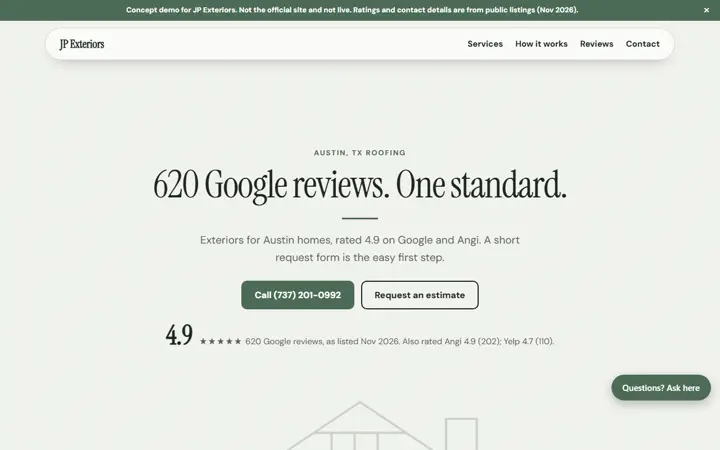 Concept demo for JP Exteriors. Not the official site and not live. Ratings and contact details are from public listings (Nov 2026). ×
JP Exteriors Services How it works Reviews Contact
AUSTIN, TX ROOFING
620 Google reviews. One standard.
Exteriors for Austin homes, rated 4.9 on Google and Angi. A short
request form is the easy first step.
Call (737) 201-0992 Request an estimate
4.9 ★★★★★ 620 Google reviews, as listed Nov 2026. Also rated Angi 4.9 (202); Yelp 4.7 (110).
Questions? Ask here